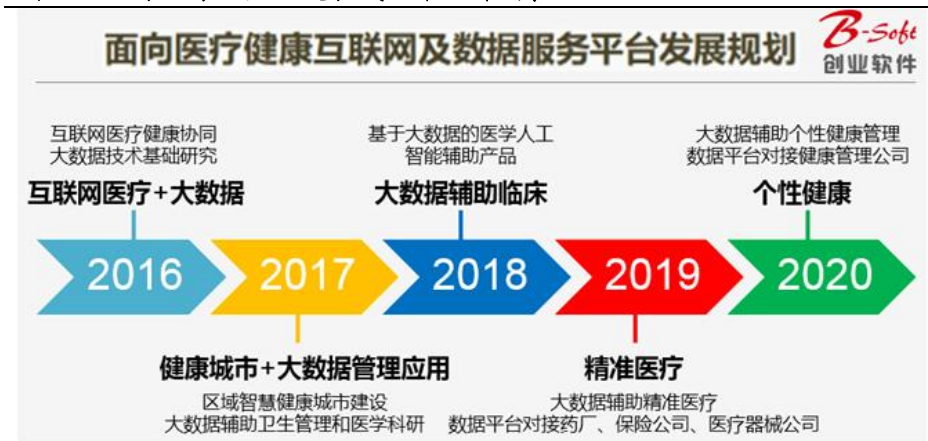 面向医疗健康互联网及数据服务平台发展规划
B-Soft
创业软件
互联网医疗健康协同
大数据技术基础研究
互联网医疗+大数据
基于大数据的医学人工
智能辅助产品
大数据辅助临床
大数据辅助个性健康管理
数据平台对接健康管理公司
个性健康
2016
2017
2018
2019
2020
健康城市+大数据管理应用
区域智慧健康城市建设
大数据辅助卫生管理和医学科研
精准医疗
大数据辅助精准医疗
数据平台对接药厂、保险公司、医疗器械公司